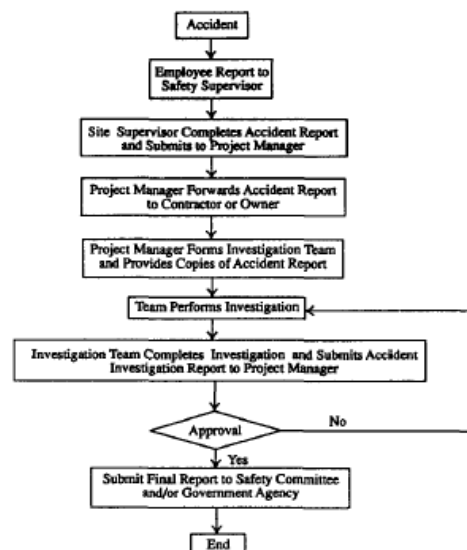 Accident
Employee Report to
Safety Supervisor
Site Supervisor Completes Accident Report
and Submits to Project Manager
Project Manager Forwards Accident Report
to Contractor or Owner
Project Manager Forms Investigation Team
and Provides Copies of Accident Report
Team Performs Investigation
Investigation Team Completes Investigation and Submits Accident
Investigation Report to Project Manager
Approval
No
Yes
Submit Final Report to Safety Committee
and/or Government Agency
End